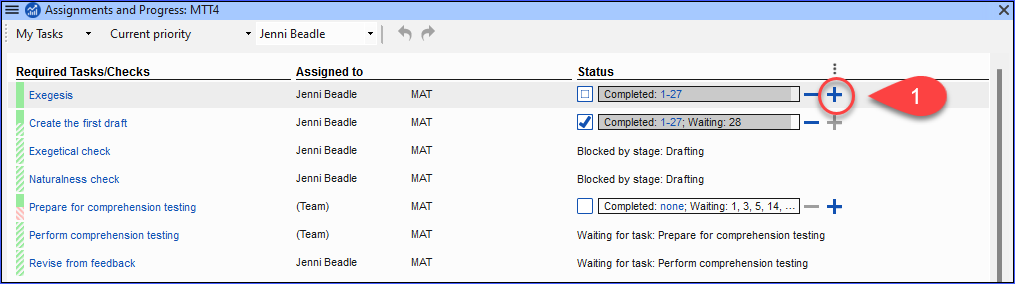 Assignments and Progress: MTT4
My Tasks Current priority Jenni Beadle
Required Tasks/Checks Assigned to Status
Exegesis Jenni Beadle MAT Completed: 1-27
1
Create the first draft Jenni Beadle MAT Completed: 1-27; Waiting: 28
Exegetical check Jenni Beadle MAT Blocked by stage: Drafting
Naturalness check Jenni Beadle MAT Blocked by stage: Drafting
Prepare for comprehension testing (Team) MAT Completed: none; Waiting: 1, 3, 5, 14, ...
Perform comprehension testing (Team) MAT Waiting for task: Prepare for comprehension testing
Revise from feedback Jenni Beadle MAT Waiting for task: Perform comprehension testing